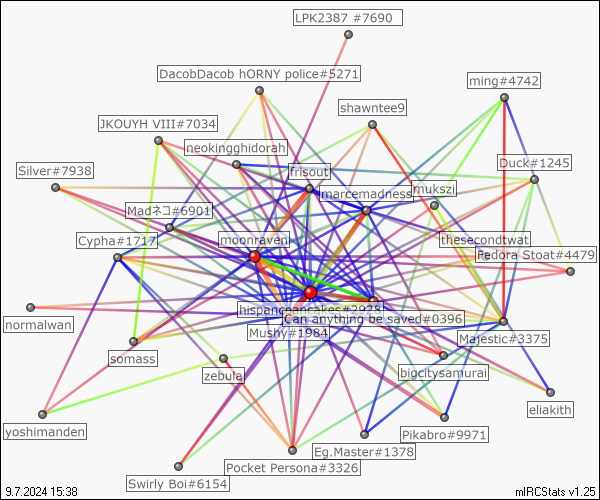 LPK2387 #7690
DacobDacob hORNY police#5271
ming#4742
shawntee9
JKOUYH VIII#7034
neokingghidorah
Duck#1245
Silver#7938
frisout
marcemadness
mukszi
Madネコ#6901
Cypha#1717
moonraven
thesecondtwat
Fedora Stoat#4479
hispancpancakes#2928
Can anything be saved#0396
normalwan
Mushy#1984
Majestic#3375
somass
zebular
bigcitysamurai
eliakith
yoshimanden
Pikabro#9971
Eg.Master#1378
Pocket Persona#3326
Swirly Boi#6154
9.7.2024 15:38
mIRCStats v1.25